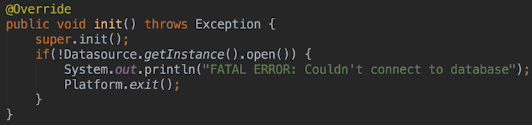 @Override
public void init() throws Exception {
    super.init();
    if(!Datasource.getInstance().open()) {
        System.out.println("FATAL ERROR: Couldn't connect to database");
        Platform.exit();
    }
}